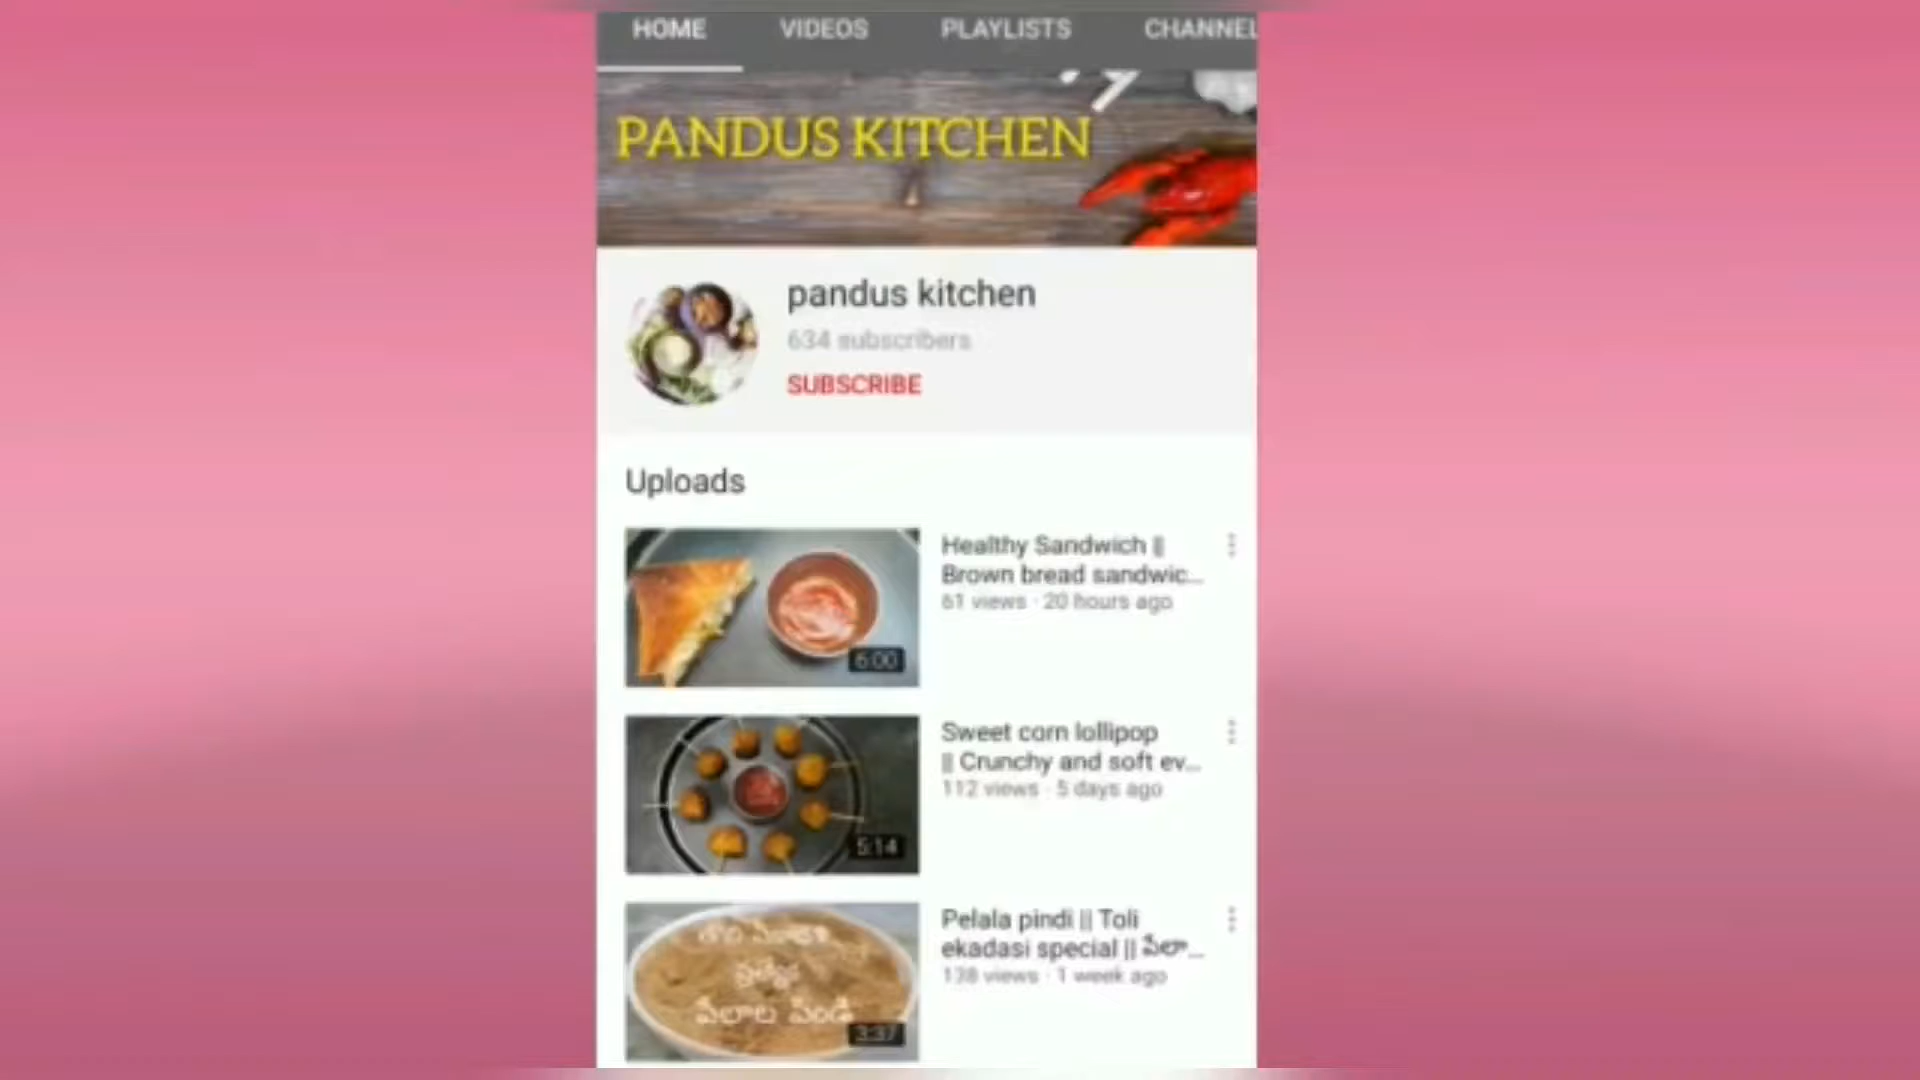 HOME VIDEOS PLAYLISTS CHANNEL
PANDUS KITCHEN
pandus kitchen
634 subscribers
SUBSCRIBE
Uploads
Healthy Sandwich ||
Brown bread sandwic...
61 views · 20 hours ago
6:00
Sweet corn lollipop
|| Crunchy and soft ev...
112 views · 5 days ago
5:14
Pelala pindi || Toli
ekadasi special || పేలా...
138 views · 1 week ago
పేలాల పిండి
3:37